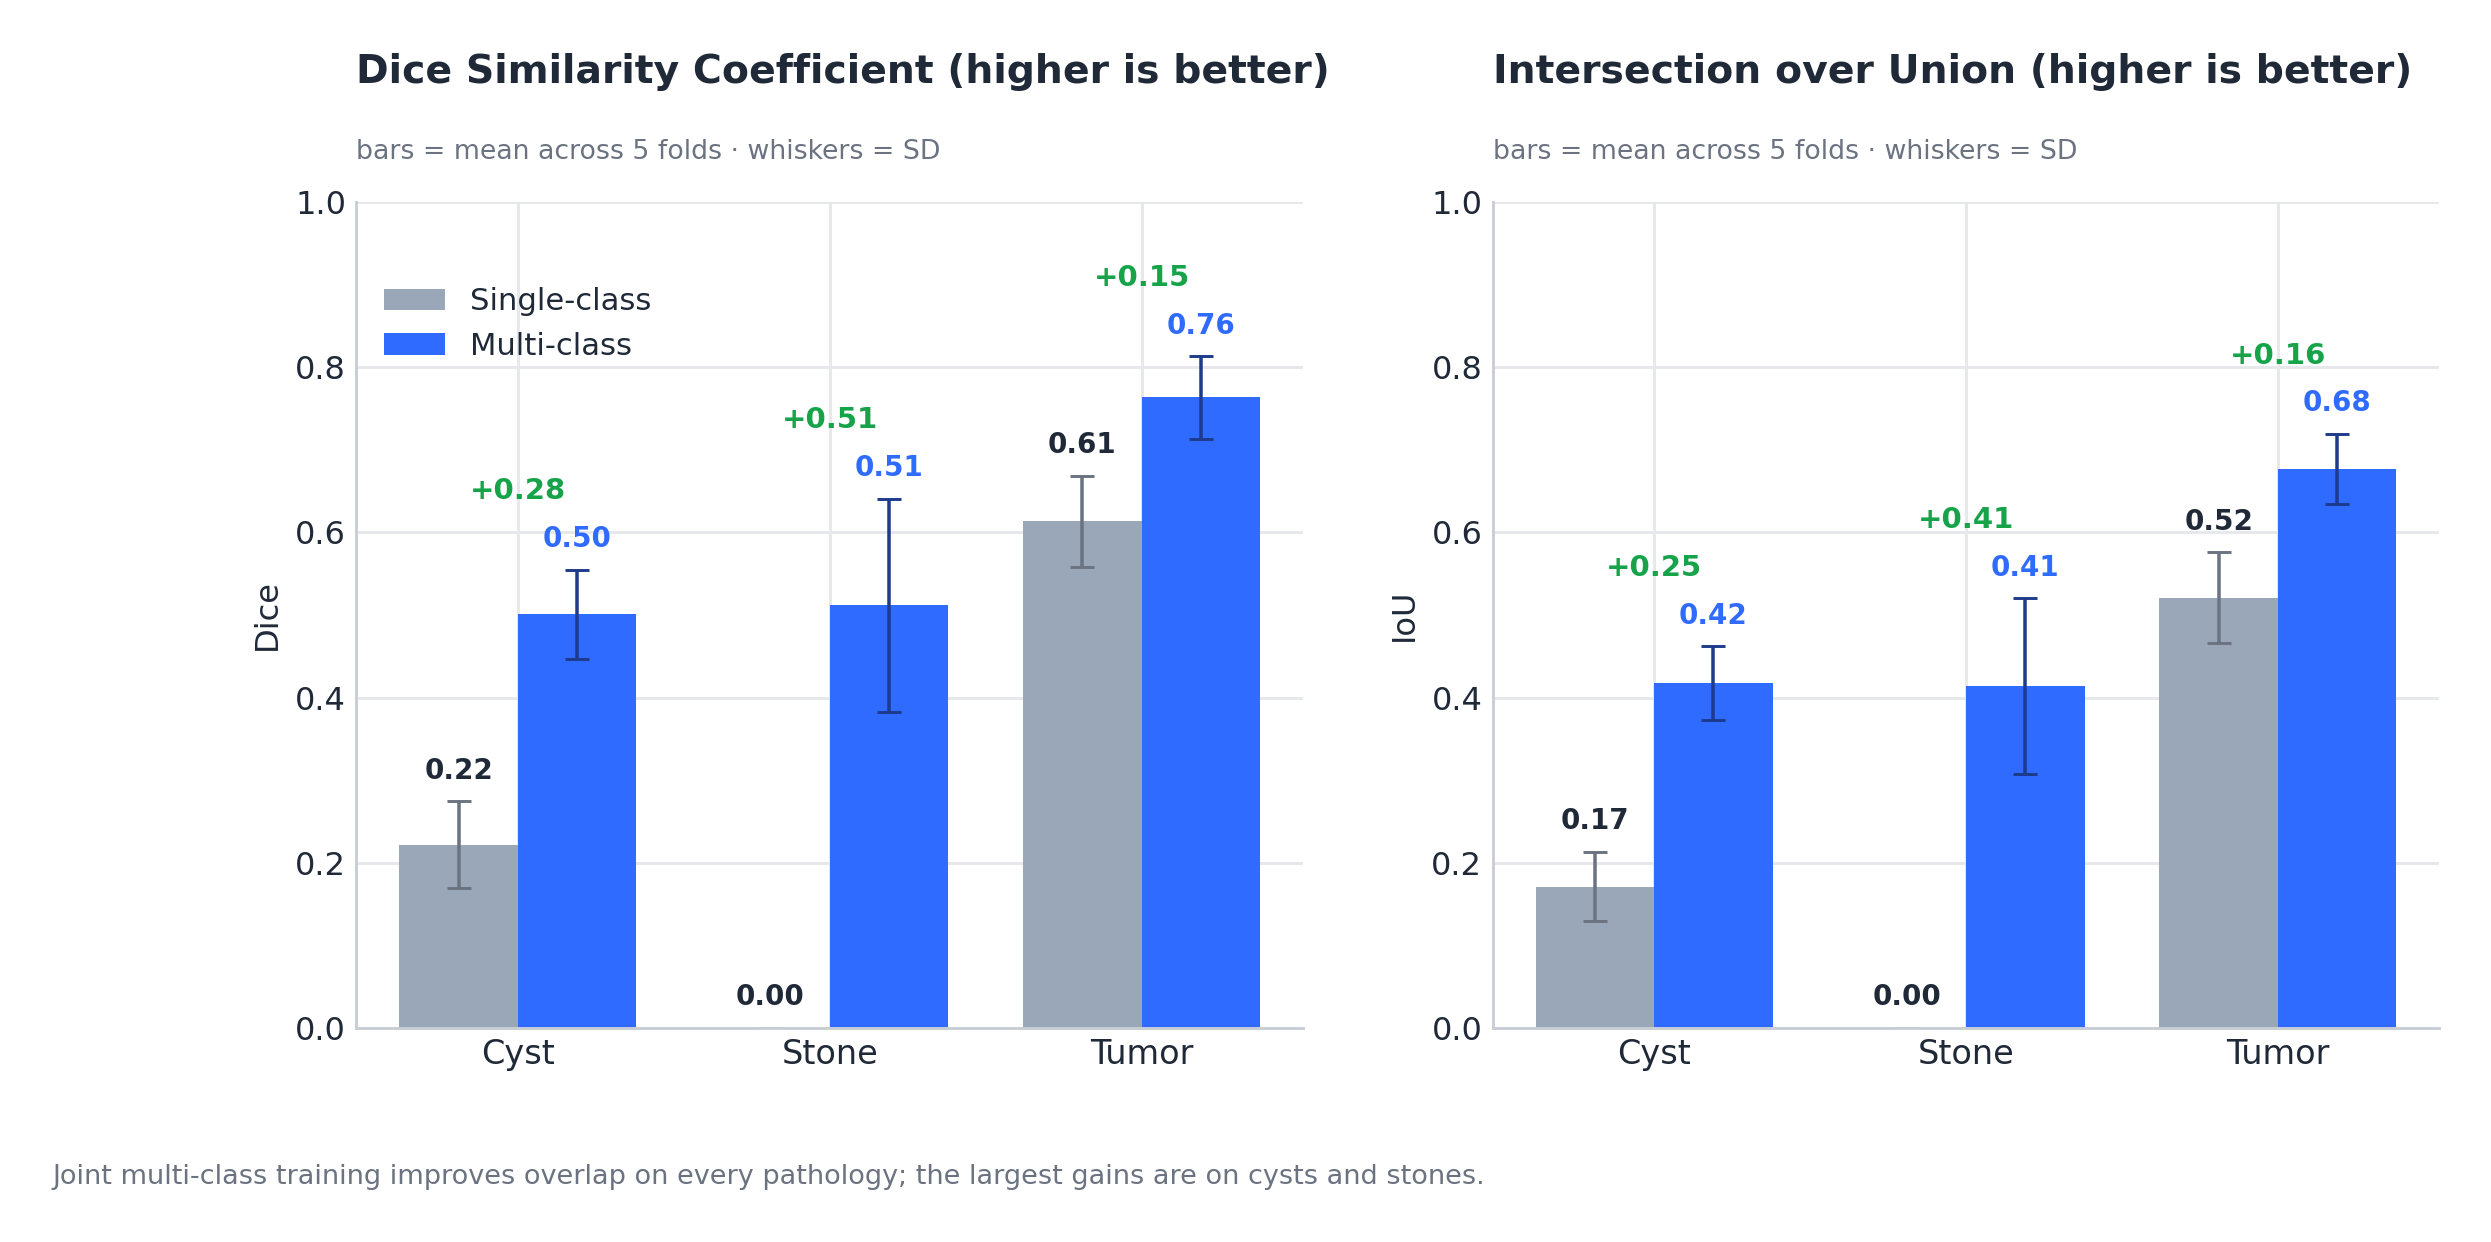 Dice Similarity Coefficient (higher is better)
bars = mean across 5 folds · whiskers = SD
1.0
0.8
0.6
0.4
0.2
0.0
Dice
Single-class
Multi-class
+0.28
0.50
0.22
+0.51
0.51
0.00
+0.15
0.76
0.61
Cyst
Stone
Tumor
Intersection over Union (higher is better)
bars = mean across 5 folds · whiskers = SD
1.0
0.8
0.6
0.4
0.2
0.0
IoU
+0.25
0.42
0.17
+0.41
0.41
0.00
+0.16
0.68
0.52
Cyst
Stone
Tumor
Joint multi-class training improves overlap on every pathology; the largest gains are on cysts and stones.